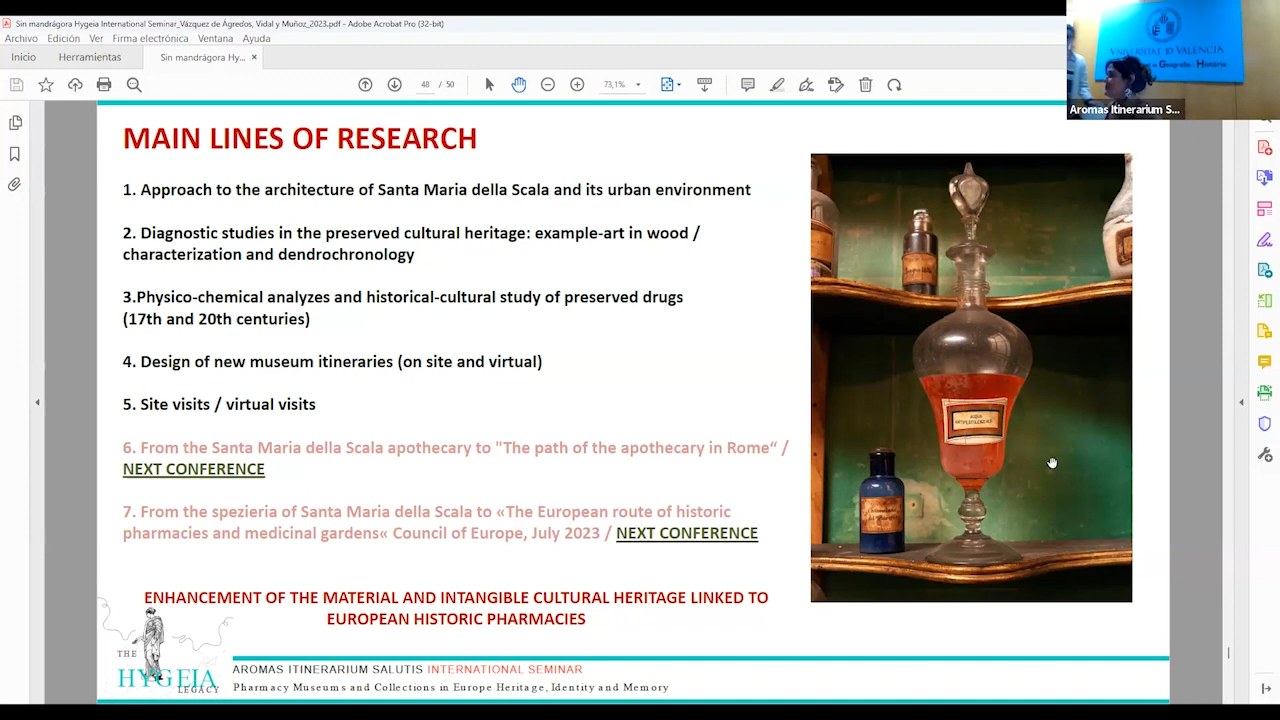 Sin mandrágora Hygeia International Seminar_Vázquez de Ágredos, Vidal y Muñoz_2023.pdf - Adobe Acrobat Pro (32-bit)
Archivo Edición Ver Firma electrónica Ventana Ayuda
Inicio Herramientas Sin mandrágora Hy... ×
48 / 50 73,1%
UNIVERSITAT ID VALÈNCIA
Geografia i Història
Aromas Itinerarium S...
MAIN LINES OF RESEARCH
1. Approach to the architecture of Santa Maria della Scala and its urban environment
2. Diagnostic studies in the preserved cultural heritage: example-art in wood /
characterization and dendrochronology
3.Physico-chemical analyzes and historical-cultural study of preserved drugs
(17th and 20th centuries)
4. Design of new museum itineraries (on site and virtual)
5. Site visits / virtual visits
6. From the Santa Maria della Scala apothecary to "The path of the apothecary in Rome“ /
NEXT CONFERENCE
7. From the spezieria of Santa Maria della Scala to «The European route of historic
pharmacies and medicinal gardens« Council of Europe, July 2023 / NEXT CONFERENCE
ENHANCEMENT OF THE MATERIAL AND INTANGIBLE CULTURAL HERITAGE LINKED TO
EUROPEAN HISTORIC PHARMACIES
THE
HYGEIA
LEGACY
AROMAS ITINERARIUM SALUTIS INTERNATIONAL SEMINAR
Pharmacy Museums and Collections in Europe Heritage, Identity and Memory